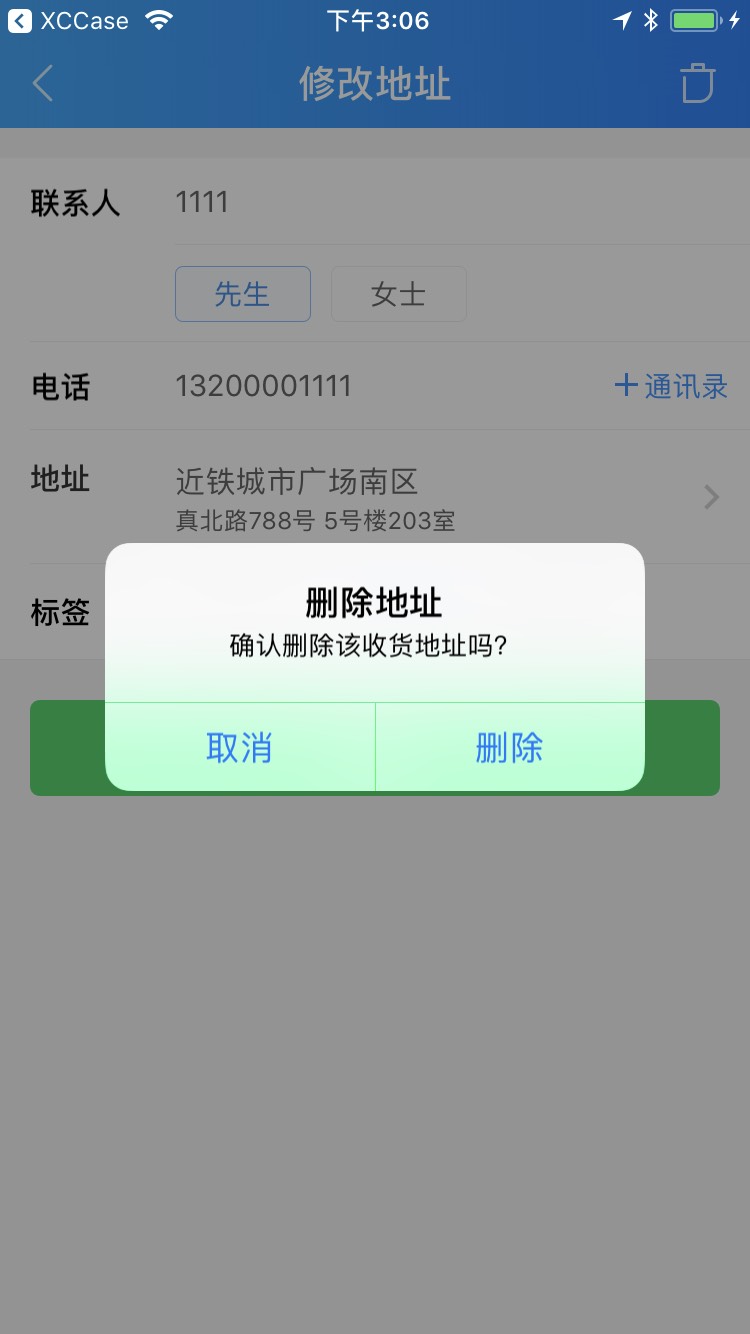 XCCase 下午3:06
修改地址
联系人 1111
先生 女士
电话 13200001111 +通讯录
地址 近铁城市广场南区
真北路788号 5号楼203室
标签
删除地址
确认删除该收货地址吗?
取消 删除